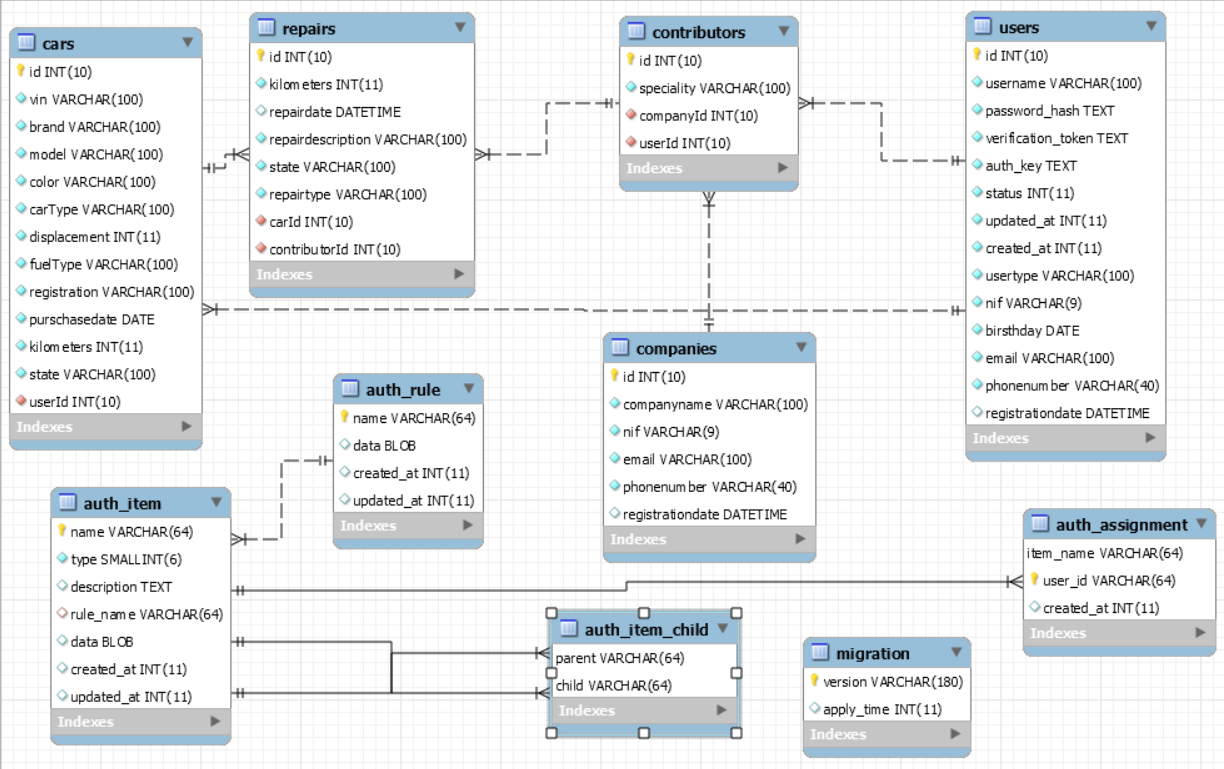 cars
id INT(10)
vin VARCHAR(100)
brand VARCHAR(100)
model VARCHAR(100)
color VARCHAR(100)
carType VARCHAR(100)
displacement INT(11)
fuelType VARCHAR(100)
registration VARCHAR(100)
purschasedate DATE
kilometers INT(11)
state VARCHAR(100)
userId INT(10)
Indexes
repairs
id INT(10)
kilometers INT(11)
repairdate DATETIME
repairdescription VARCHAR(100)
state VARCHAR(100)
repairtype VARCHAR(100)
carId INT(10)
contributorId INT(10)
Indexes
contributors
id INT(10)
speciality VARCHAR(100)
companyId INT(10)
userId INT(10)
Indexes
users
id INT(10)
username VARCHAR(100)
password_hash TEXT
verification_token TEXT
auth_key TEXT
status INT(11)
updated_at INT(11)
created_at INT(11)
usertype VARCHAR(100)
nif VARCHAR(9)
birsthday DATE
email VARCHAR(100)
phonenumber VARCHAR(40)
registrationdate DATETIME
Indexes
companies
id INT(10)
companyname VARCHAR(100)
nif VARCHAR(9)
email VARCHAR(100)
phonenumber VARCHAR(40)
registrationdate DATETIME
Indexes
auth_rule
name VARCHAR(64)
data BLOB
created_at INT(11)
updated_at INT(11)
Indexes
auth_item
name VARCHAR(64)
type SMALLINT(6)
description TEXT
rule_name VARCHAR(64)
data BLOB
created_at INT(11)
updated_at INT(11)
Indexes
auth_assignment
item_name VARCHAR(64)
user_id VARCHAR(64)
created_at INT(11)
Indexes
auth_item_child
parent VARCHAR(64)
child VARCHAR(64)
Indexes
migration
version VARCHAR(180)
apply_time INT(11)
Indexes